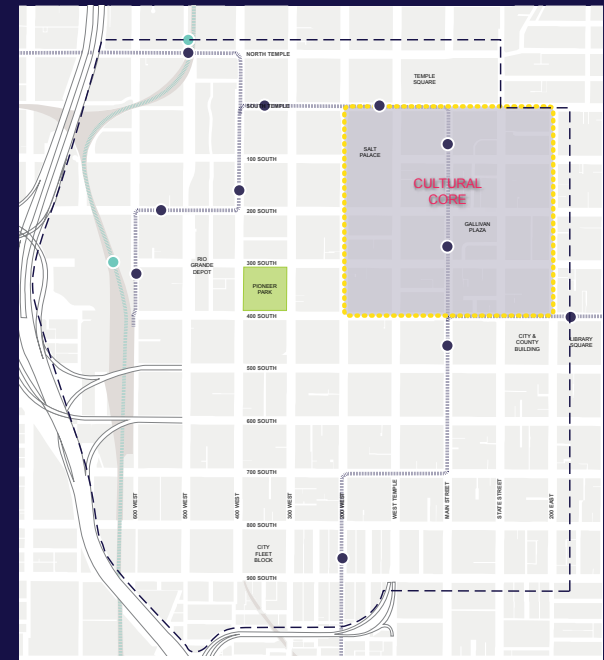 NORTH TEMPLE
TEMPLE
SQUARE
SOUTH TEMPLE
SALT
PALACE
100 SOUTH
CULTURAL
CORE
200 SOUTH
GALLIVAN
PLAZA
RIO
GRANDE
DEPOT
300 SOUTH
PIONEER
PARK
400 SOUTH
CITY &
COUNTY
BUILDING
LIBRARY
SQUARE
500 SOUTH
600 SOUTH
700 SOUTH
600 WEST
500 WEST
400 WEST
300 WEST
200 WEST
WEST TEMPLE
MAIN STREET
STATE STREET
200 EAST
800 SOUTH
CITY
FLEET
BLOCK
900 SOUTH